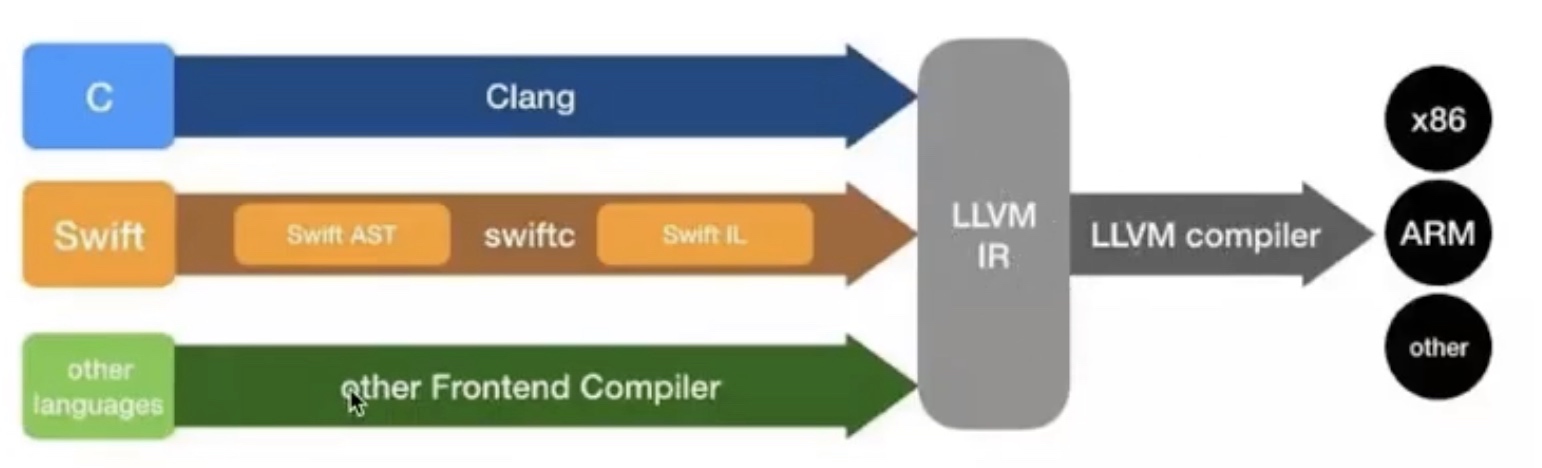 C
Clang
Swift
Swift AST
swiftc
Swift IL
other
languages
other Frontend Compiler
LLVM
IR
LLVM compiler
x86
ARM
other